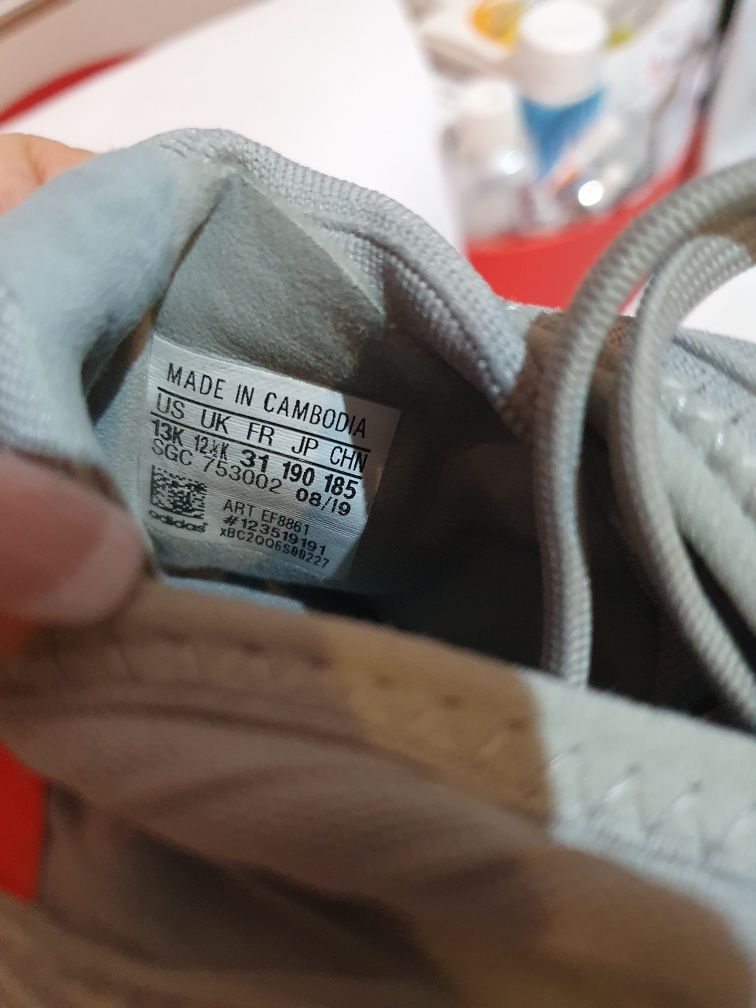 MADE IN CAMBODIA
US UK FR JP CHN
13K 12½K 31 190 185
SGC 753002 08/19
ART EF8861
#123519191
xBC2QQ6S00227
adidas